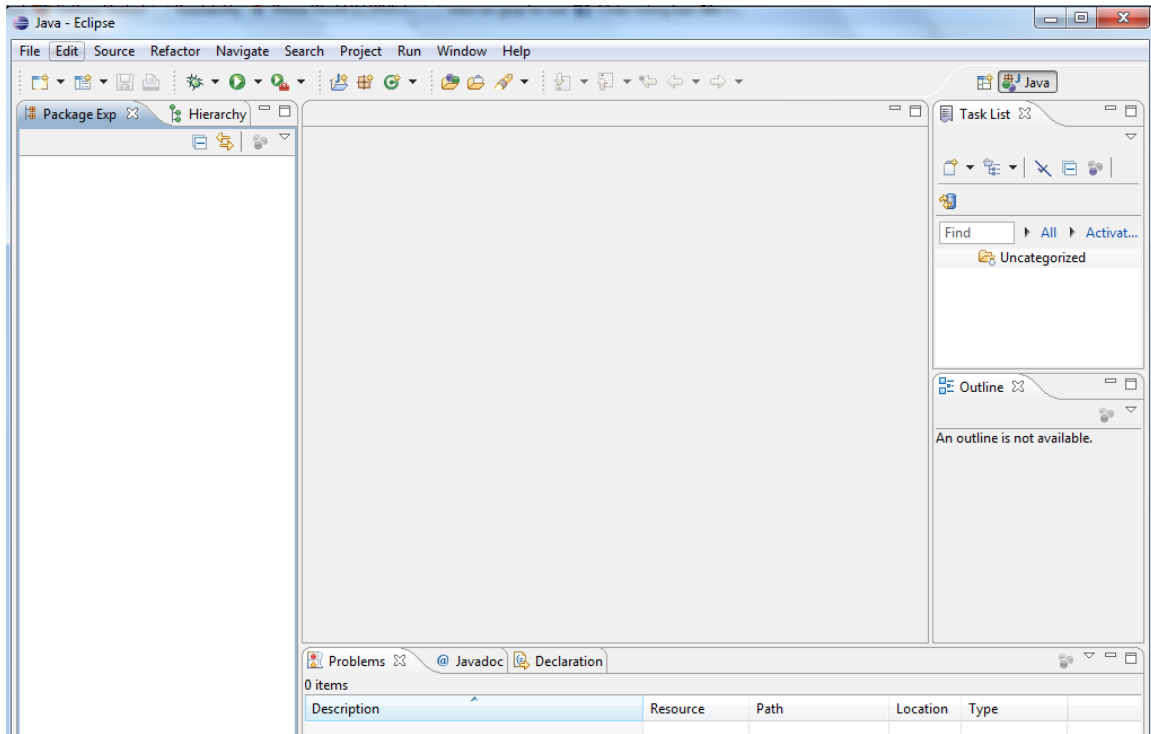 Java - Eclipse
File Edit Source Refactor Navigate Search Project Run Window Help
Java
Package Exp Hierarchy
Task List
Find All Activat...
Uncategorized
Outline
An outline is not available.
Problems @ Javadoc Declaration
0 items
Description Resource Path Location Type